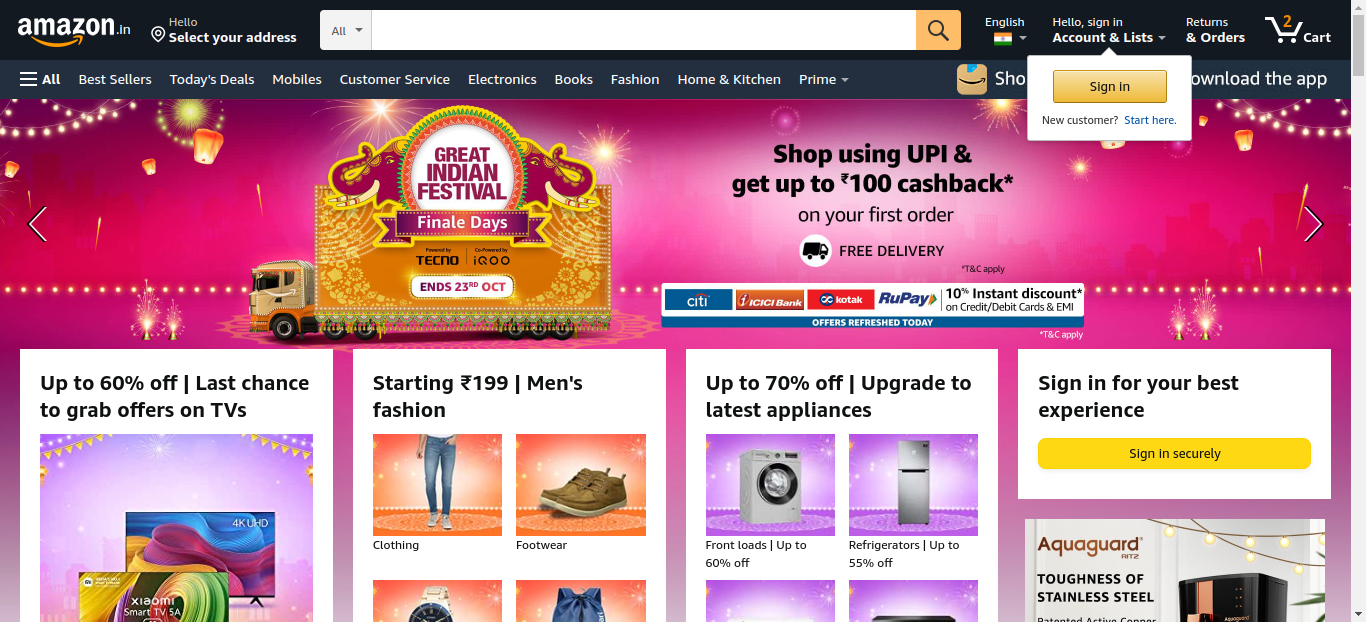 amazon.in
Hello
Select your address
All
English
Hello, sign in
Account & Lists
Returns
& Orders
2
Cart
All
Best Sellers
Today's Deals
Mobiles
Customer Service
Electronics
Books
Fashion
Home & Kitchen
Prime
Sho
ownload the app
Sign in
New customer? Start here.
GREAT
INDIAN
FESTIVAL
Finale Days
Powered by
TECNO
Co-Powered by
iQOO
ENDS 23RD OCT
Shop using UPI &
get up to ₹100 cashback*
on your first order
FREE DELIVERY
*T&C apply
citi
ICICI Bank
kotak
RuPay
10% Instant discount*
on Credit/Debit Cards & EMI
OFFERS REFRESHED TODAY
*T&C apply
Up to 60% off | Last chance
to grab offers on TVs
4K UHD
xiaomi
Smart TV 5A
Starting ₹199 | Men's
fashion
Clothing
Footwear
Up to 70% off | Upgrade to
latest appliances
Front loads | Up to
60% off
Refrigerators | Up to
55% off
Sign in for your best
experience
Sign in securely
Aquaguard
RITZ
TOUGHNESS OF
STAINLESS STEEL
Patented Active Copper
Aquaguard